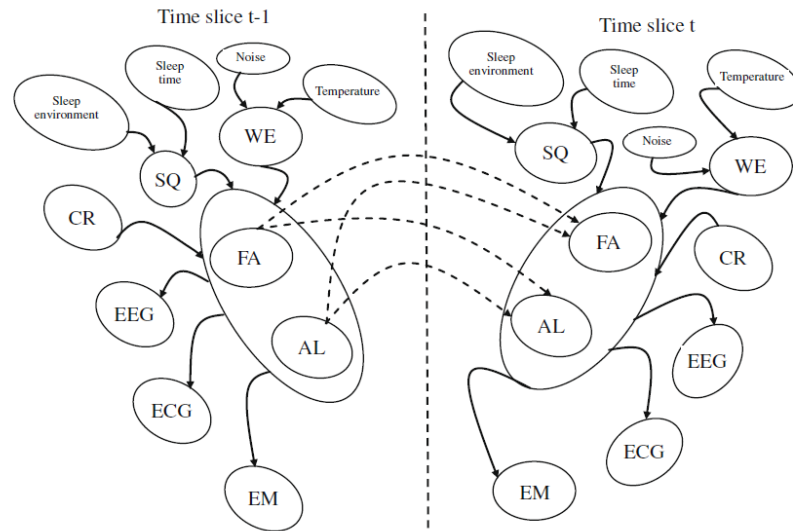 Time slice t-1
Sleep
environment
Sleep
time
Noise
Temperature
WE
SQ
CR
FA
EEG
AL
ECG
EM
Time slice t
Sleep
environment
Sleep
time
Temperature
Noise
SQ
WE
FA
CR
AL
EEG
ECG
EM